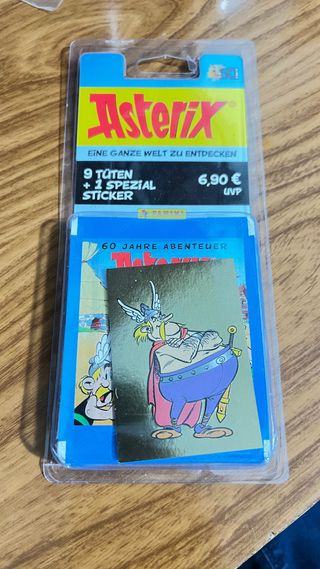 Asterix®
EINE GANZE WELT ZU ENTDECKEN
9 TÜTEN
+ 1 SPEZIAL
STICKER
6,90 €
UVP
PANINI
60 JAHRE ABENTEUER